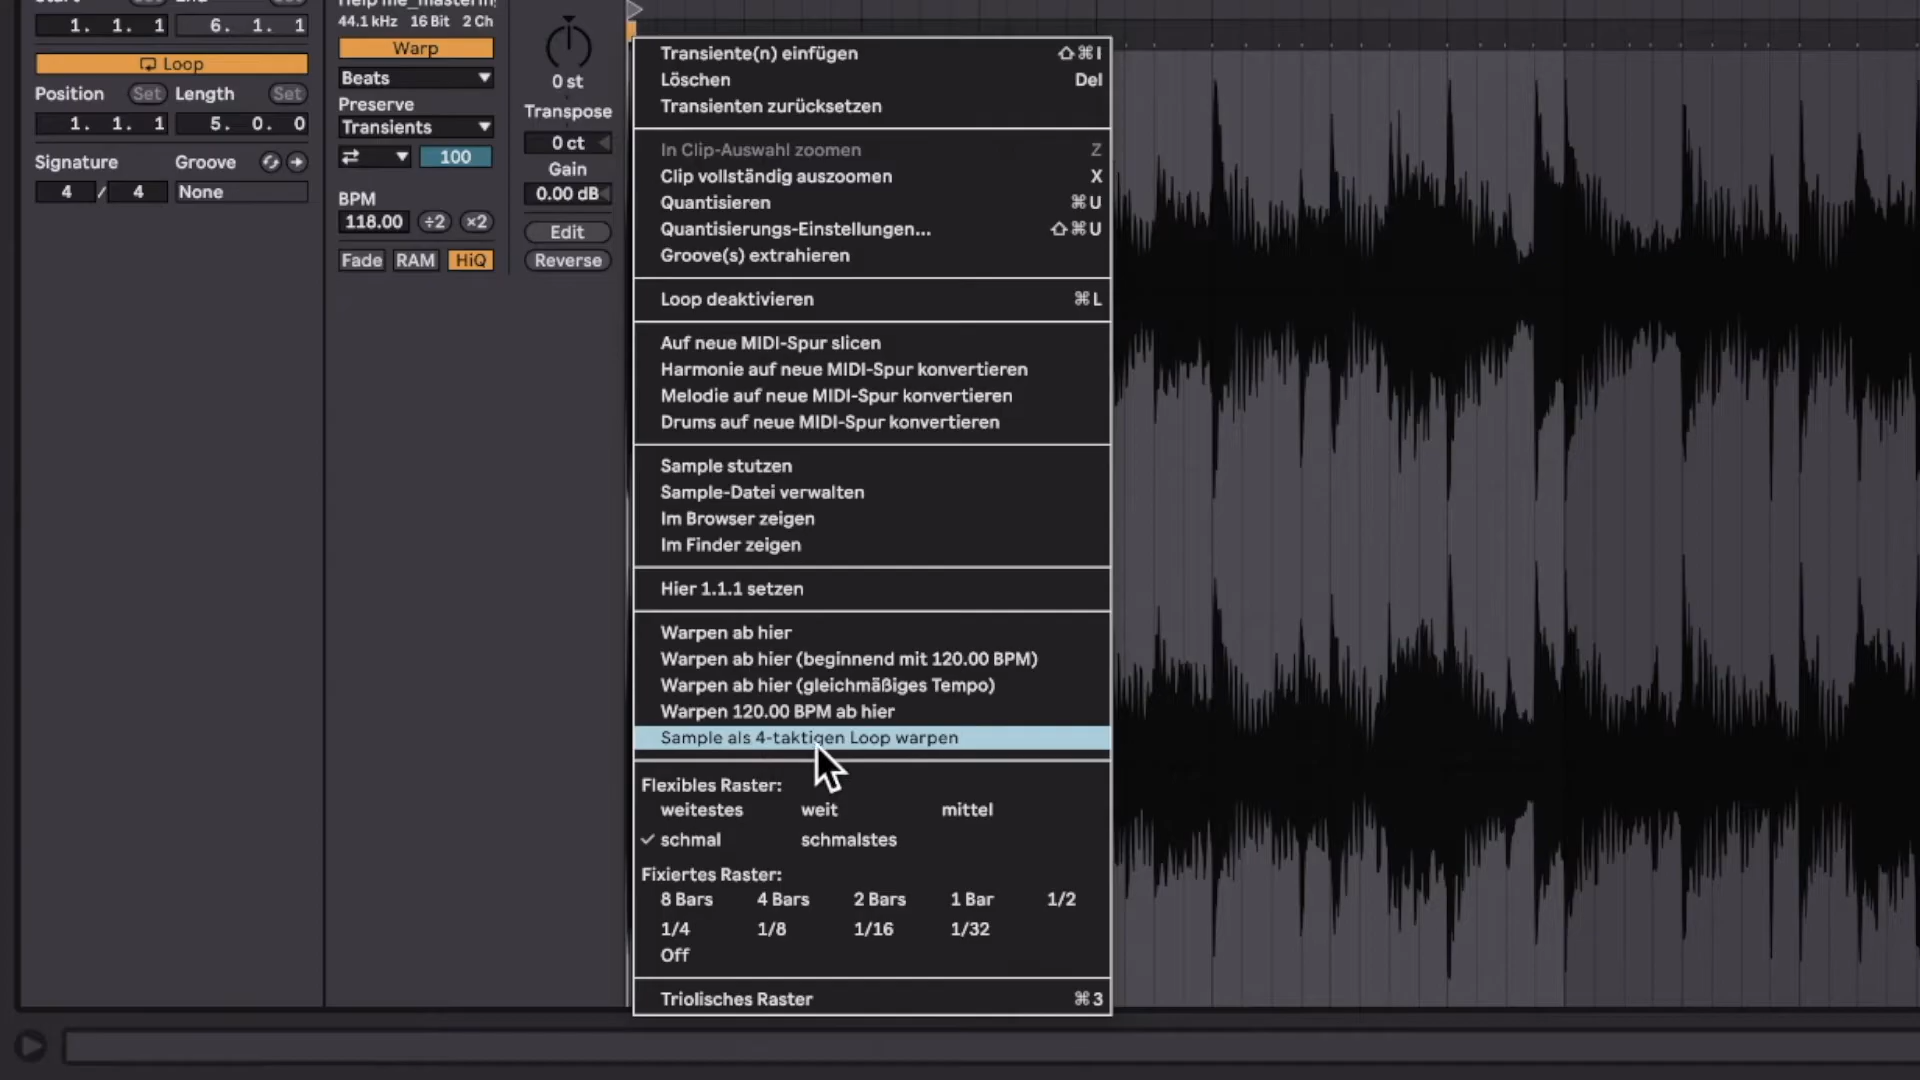 44.1 kHz 16 Bit 2 Ch
1. 1. 1 6. 1. 1
Warp
Loop
Beats
0 st
Position Set Length Set
Preserve
Transpose
1. 1. 1 5. 0. 0
Transients
0 ct
100
Signature Groove
Gain
4 / 4 None
0.00 dB
BPM
118.00 ÷2 ×2
Edit
Fade RAM HiQ
Reverse
Transiente(n) einfügen ⇧⌘I
Löschen Del
Transienten zurücksetzen
In Clip-Auswahl zoomen Z
Clip vollständig auszoomen X
Quantisieren ⌘U
Quantisierungs-Einstellungen... ⇧⌘U
Groove(s) extrahieren
Loop deaktivieren ⌘L
Auf neue MIDI-Spur slicen
Harmonie auf neue MIDI-Spur konvertieren
Melodie auf neue MIDI-Spur konvertieren
Drums auf neue MIDI-Spur konvertieren
Sample stutzen
Sample-Datei verwalten
Im Browser zeigen
Im Finder zeigen
Hier 1.1.1 setzen
Warpen ab hier
Warpen ab hier (beginnend mit 120.00 BPM)
Warpen ab hier (gleichmäßiges Tempo)
Warpen 120.00 BPM ab hier
Sample als 4-taktigen Loop warpen
Flexibles Raster:
weitestes weit mittel
✓ schmal schmalstes
Fixiertes Raster:
8 Bars 4 Bars 2 Bars 1 Bar 1/2
1/4 1/8 1/16 1/32
Off
Triolisches Raster ⌘3